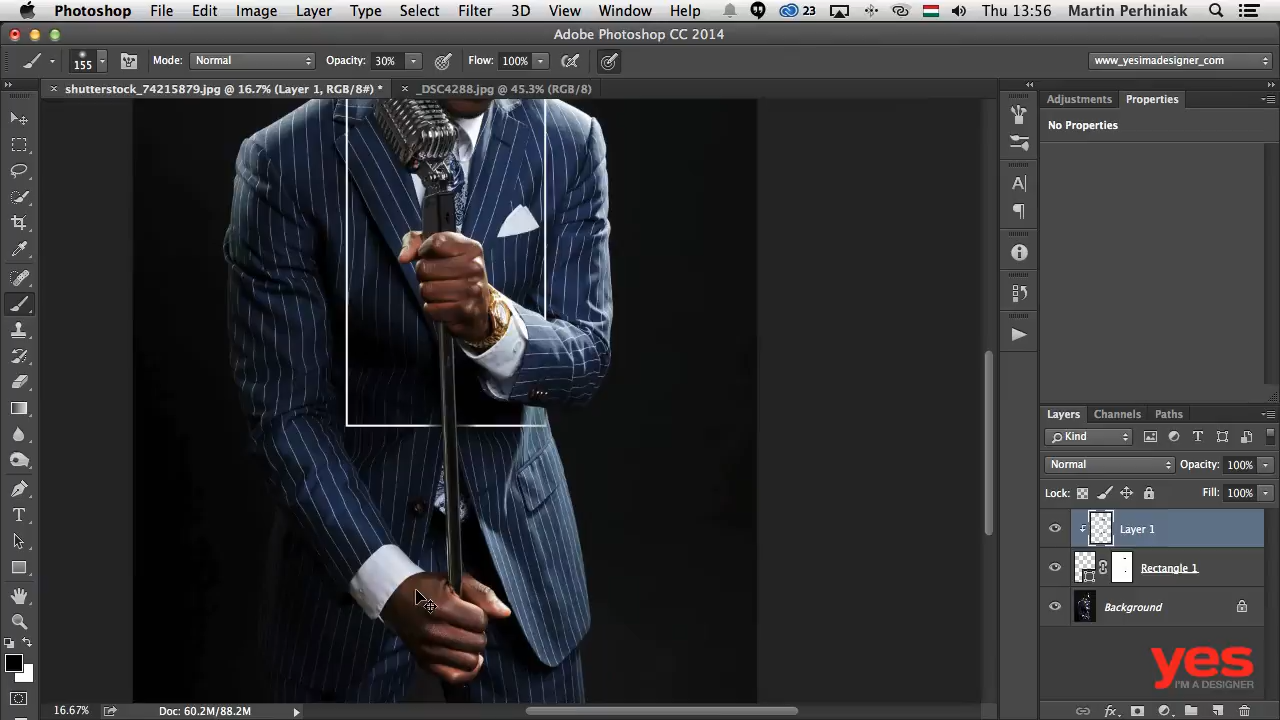 Photoshop File Edit Image Layer Type Select Filter 3D View Window Help 23 Thu 13:56 Martin Perhiniak
Adobe Photoshop CC 2014
155 Mode: Normal Opacity: 30% Flow: 100% www_yesimadesigner_com
shutterstock_74215879.jpg @ 16.7% (Layer 1, RGB/8#) * _DSC4288.jpg @ 45.3% (RGB/8)
Adjustments Properties
No Properties
Layers Channels Paths
Kind
Normal Opacity: 100%
Lock: Fill: 100%
Layer 1
Rectangle 1
Background
yes
I'M A DESIGNER
16.67% Doc: 60.2M/88.2M